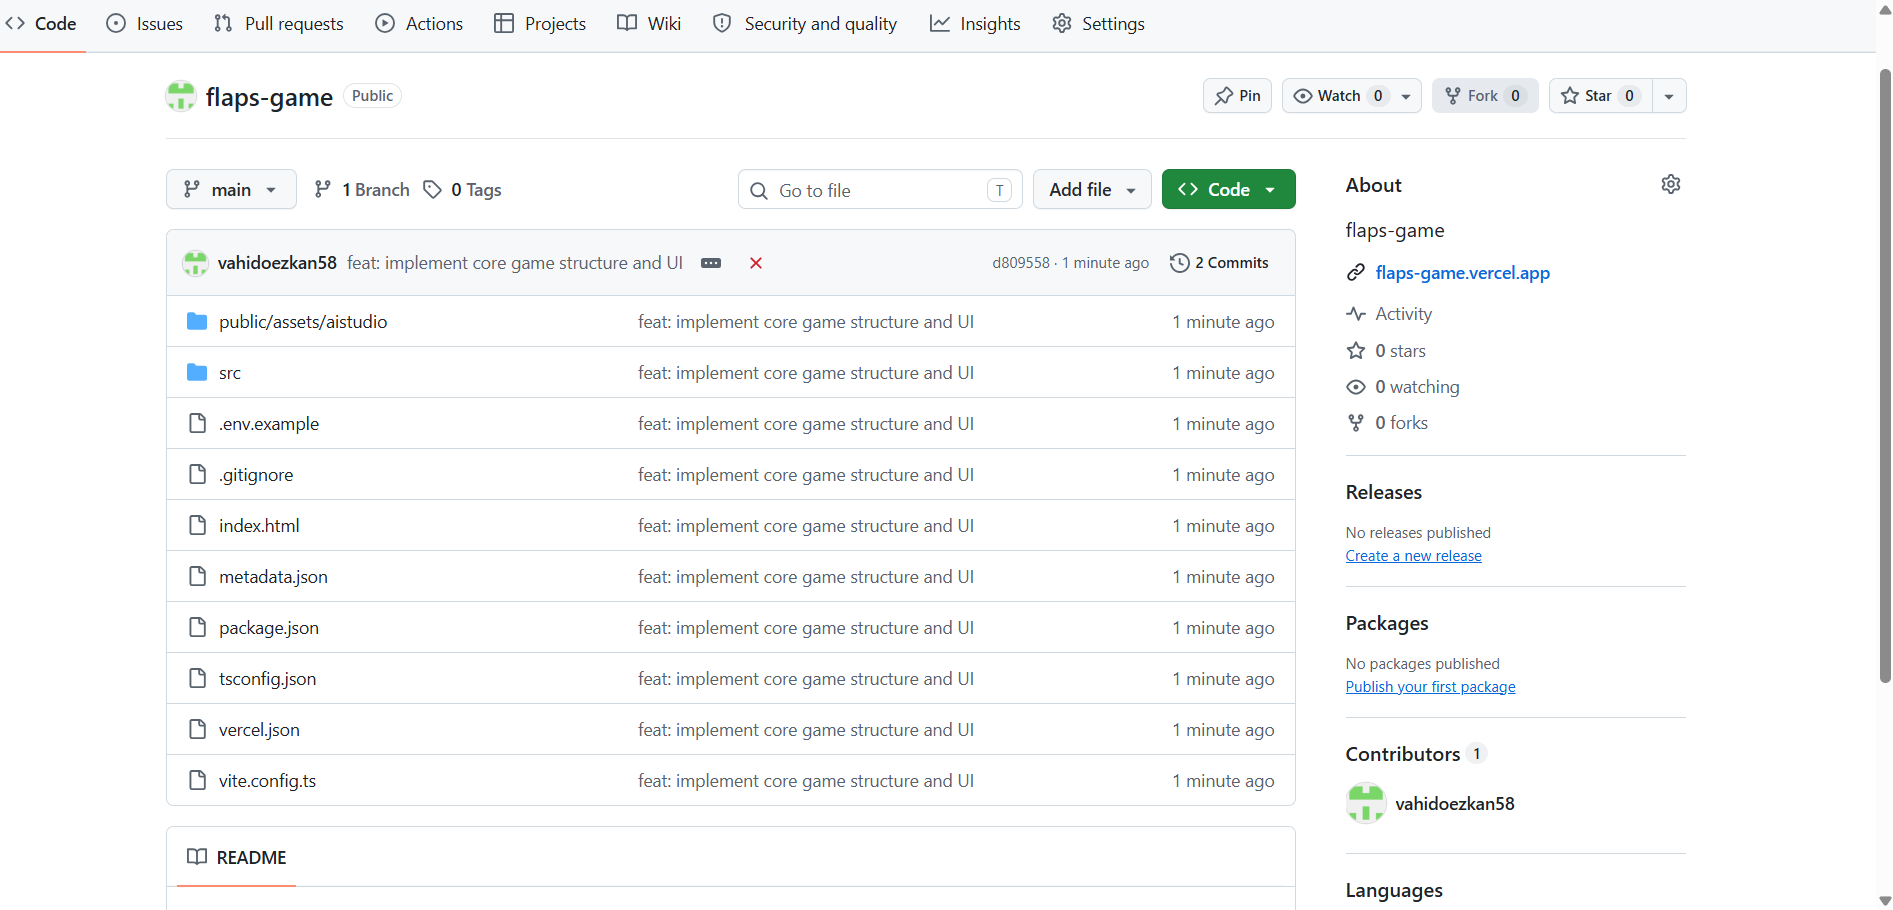 Code Issues Pull requests Actions Projects Wiki Security and quality Insights Settings
flaps-game Public
Pin Watch 0 Fork 0 Star 0
main 1 Branch 0 Tags Go to file T Add file Code
vahidoezkan58 feat: implement core game structure and UI d809558 · 1 minute ago 2 Commits
public/assets/aistudio feat: implement core game structure and UI 1 minute ago
src feat: implement core game structure and UI 1 minute ago
.env.example feat: implement core game structure and UI 1 minute ago
.gitignore feat: implement core game structure and UI 1 minute ago
index.html feat: implement core game structure and UI 1 minute ago
metadata.json feat: implement core game structure and UI 1 minute ago
package.json feat: implement core game structure and UI 1 minute ago
tsconfig.json feat: implement core game structure and UI 1 minute ago
vercel.json feat: implement core game structure and UI 1 minute ago
vite.config.ts feat: implement core game structure and UI 1 minute ago
README
About
flaps-game
flaps-game.vercel.app
Activity
0 stars
0 watching
0 forks
Releases
No releases published
Create a new release
Packages
No packages published
Publish your first package
Contributors 1
vahidoezkan58
Languages